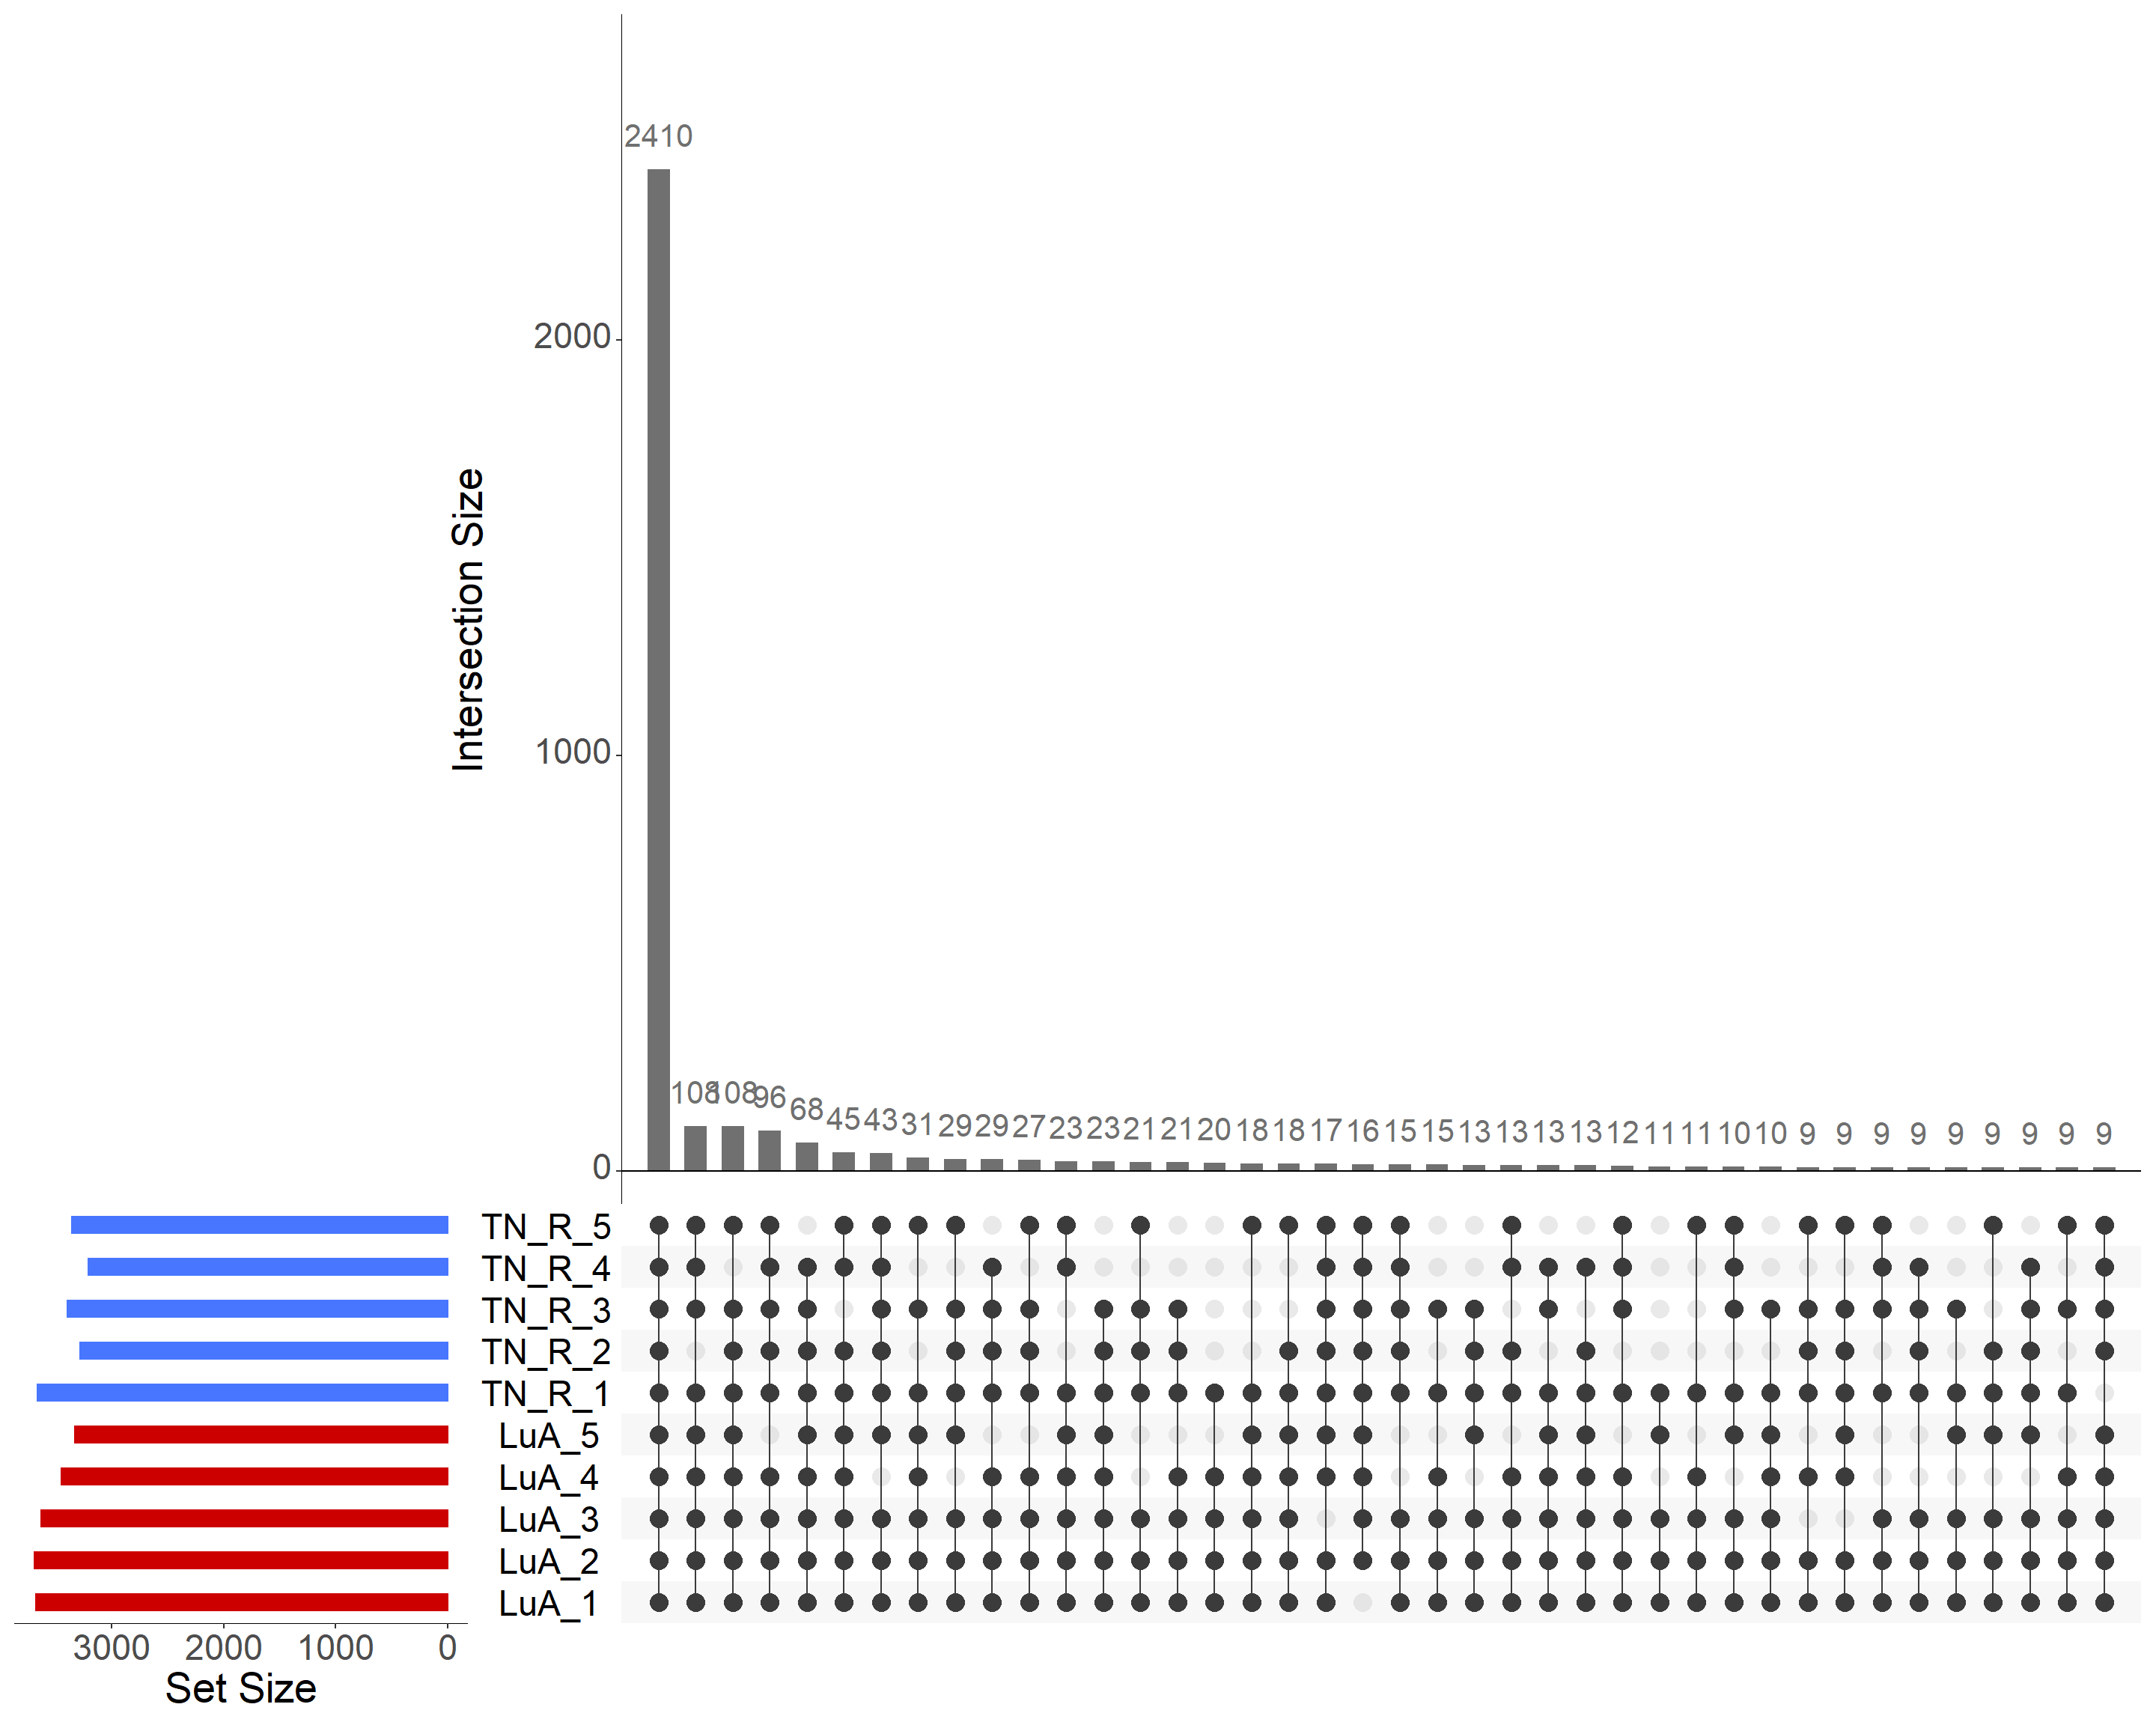 2410
2000
Intersection Size
1000
108 108 96 68 45 43 31 29 29 27 23 23 21 21 20 18 18 17 16 15 15 13 13 13 13 12 11 11 10 10 9 9 9 9 9 9 9 9 9
0
TN_R_5
TN_R_4
TN_R_3
TN_R_2
TN_R_1
LuA_5
LuA_4
LuA_3
LuA_2
LuA_1
3000 2000 1000 0
Set Size